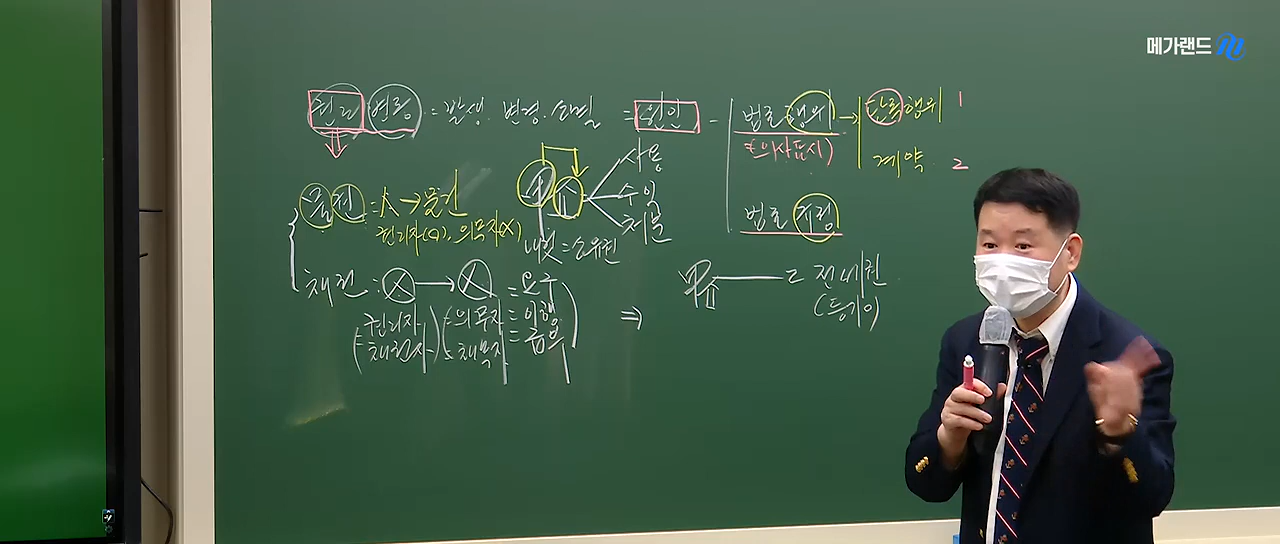 메가랜드
권리 변동 = 발생. 변경. 소멸 = 원인 - 법률행위 → 단독행위 1
(=의사표시) 계약 2
법률 규정
물권 = 人 → 물건
권리자(O), 의무자(X)
사용
수익
처분
내것 = 소유권
채권 = 人 → 人 = 요구
(권리자 (=의무자 = 이행
=채권자) =채무자
⇒
전세권
(등기O)